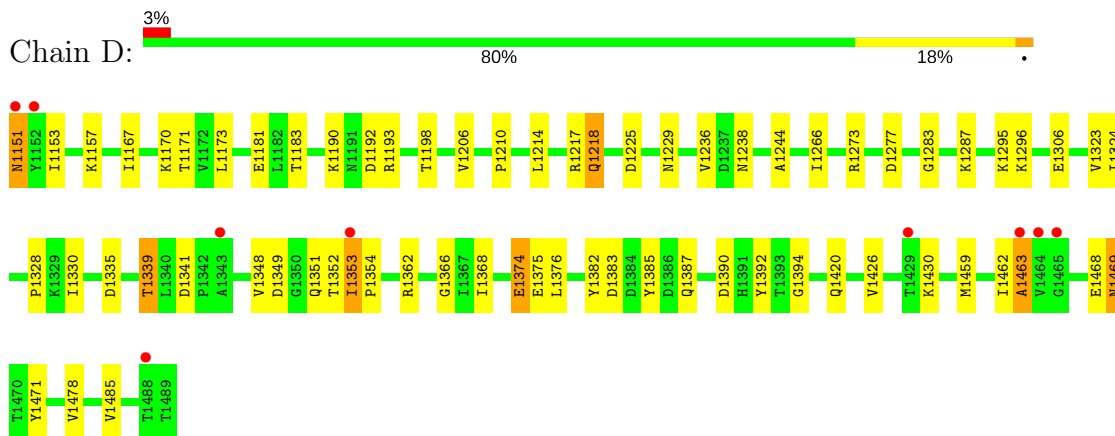 3%
Chain D:
80% 18% •
N1151 Y1152 I1153 K1157 I1167 K1170 T1171 V1172 L1173 E1181 L1182 T1183 K1190 N1191 D1192 R1193 T1198 V1206 P1210 L1214 R1217 Q1218 D1225 N1229 V1236 D1237 N1238 A1244 I1266 R1273 D1277 G1283 K1287 K1295 K1296 E1306 V1323
P1328 K1329 I1330 D1335 T1339 L1340 D1341 P1342 A1343 V1348 D1349 G1350 Q1351 T1352 I1353 P1354 R1362 G1366 I1367 I1368 E1374 E1375 L1376 Y1382 D1383 D1384 Y1385 D1386 Q1387 D1390 H1391 Y1392 T1393 G1394 Q1420 V1426 T1429 K1430 M1459 I1462 A1463 V1464 G1465 E1468 N1469
T1470 Y1471 V1478 V1485 T1488 T1489